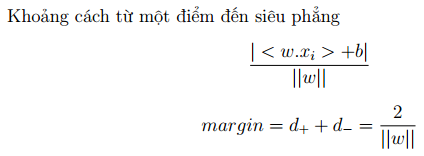 Khoảng cách từ một điểm đến siêu phẳng
| < w.x_i > +b| / ||w||
margin = d_+ + d_− = 2 / ||w||